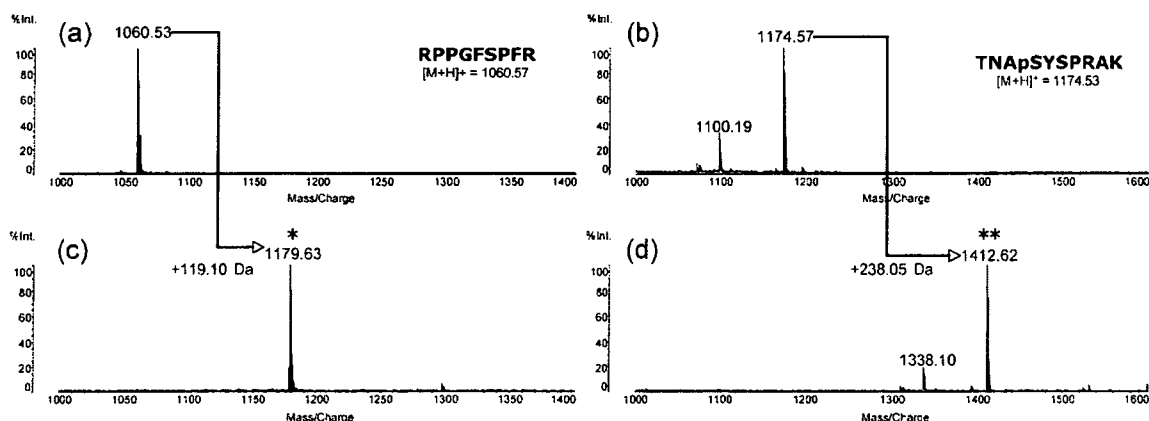 %Int.
(a)
1060.53
RPPGFSPFR
[M+H]+ = 1060.57
100
80
60
40
20
0
1000 1050 1100 1150 1200 1250 1300 1350 1400
Mass/Charge
%Int.
(b)
1174.57
TNApSYSPRAK
[M+H]+ = 1174.53
100
80
60
40
20
0
1100.19
1000 1100 1200 1300 1400 1500 1600
Mass/Charge
%Int.
(c)
*
1179.63
+119.10 Da
100
80
60
40
20
0
1000 1050 1100 1150 1200 1250 1300 1350 1400
Mass/Charge
%Int.
(d)
**
1412.62
+238.05 Da
100
80
60
40
20
0
1338.10
1000 1100 1200 1300 1400 1500 1600
Mass/Charge